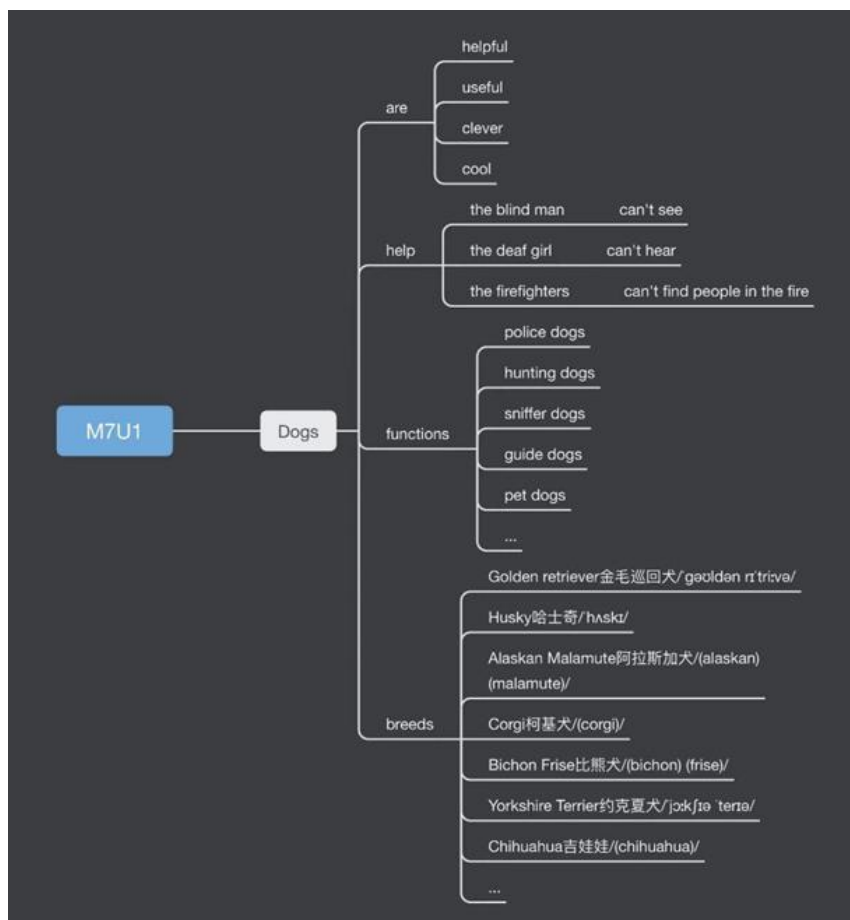 M7U1
Dogs
are
helpful
useful
clever
cool
help
the blind man can't see
the deaf girl can't hear
the firefighters can't find people in the fire
functions
police dogs
hunting dogs
sniffer dogs
guide dogs
pet dogs
...
breeds
Golden retriever金毛巡回犬/ˈgəʊldən rɪˈtriːvə/
Husky哈士奇/ˈhʌskɪ/
Alaskan Malamute阿拉斯加犬/(alaskan)
(malamute)/
Corgi柯基犬/(corgi)/
Bichon Frise比熊犬/(bichon) (frise)/
Yorkshire Terrier约克夏犬/ˈjɔːkʃɪə ˈterɪə/
Chihuahua吉娃娃/(chihuahua)/
...